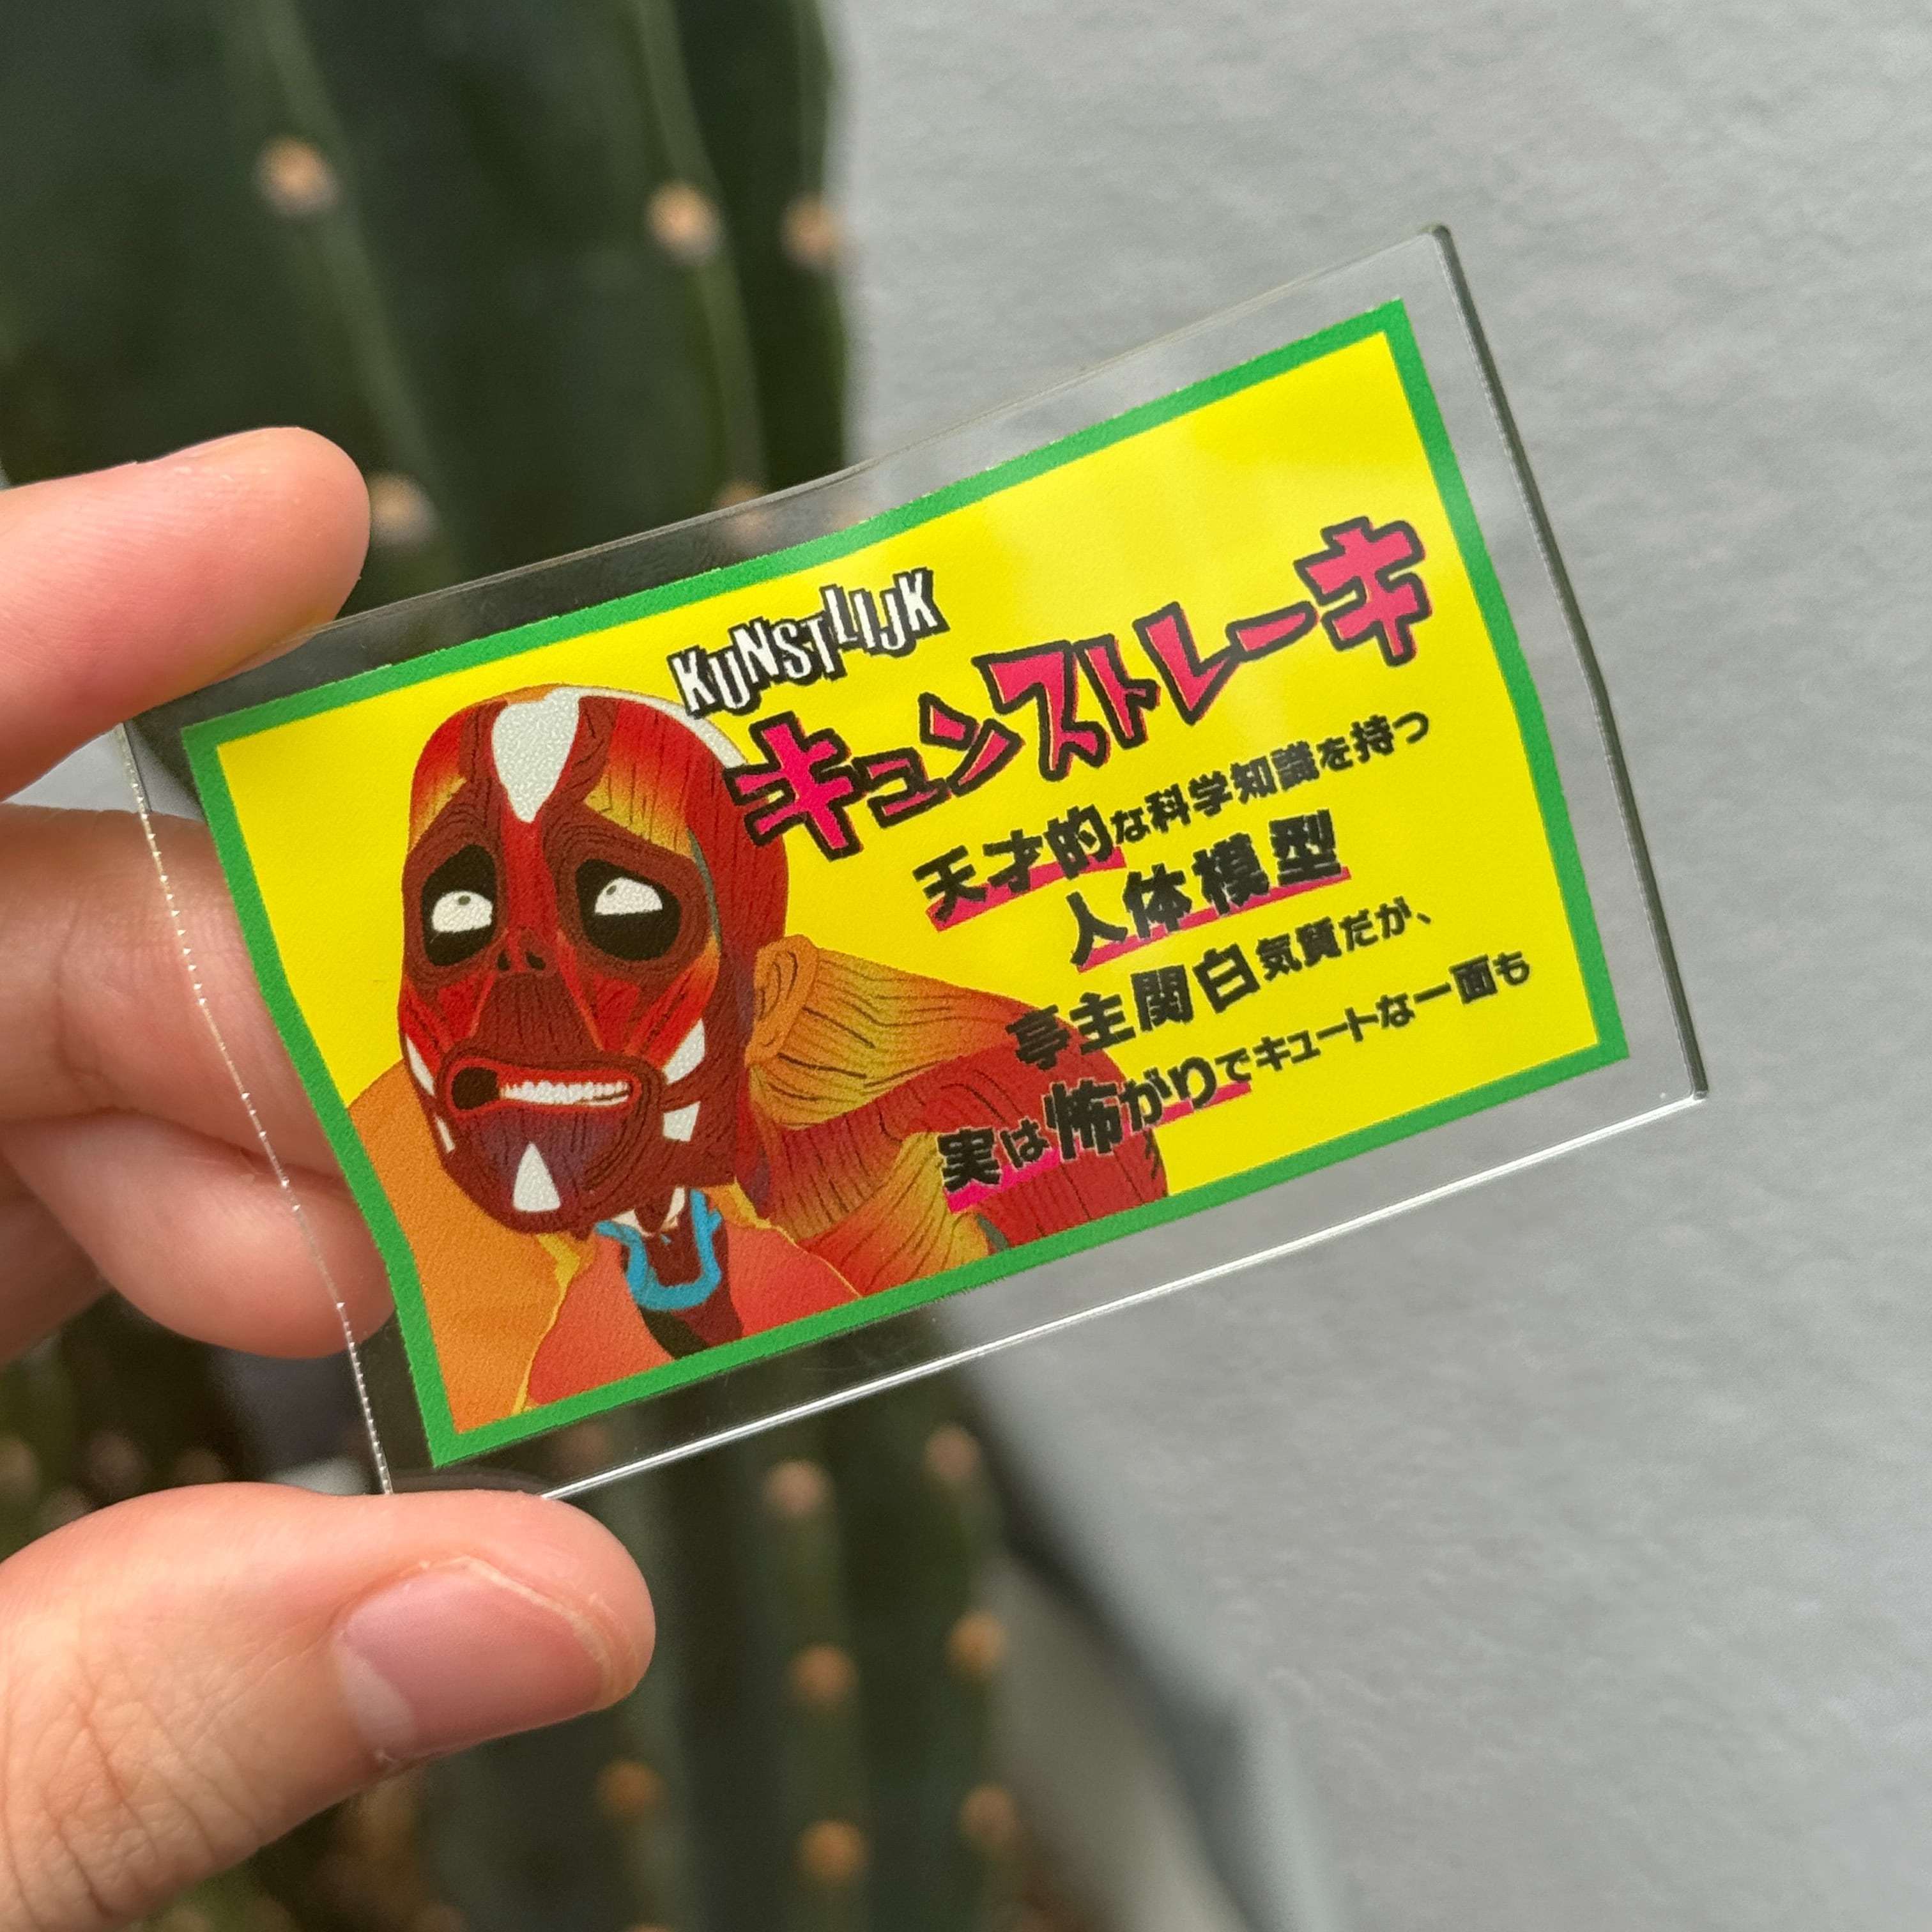 KUNSTLIJK
キュンストレーキ
天才的な科学知識を持つ
人体模型
亭主関白気質だが、
実は怖がりでキュートな一面も